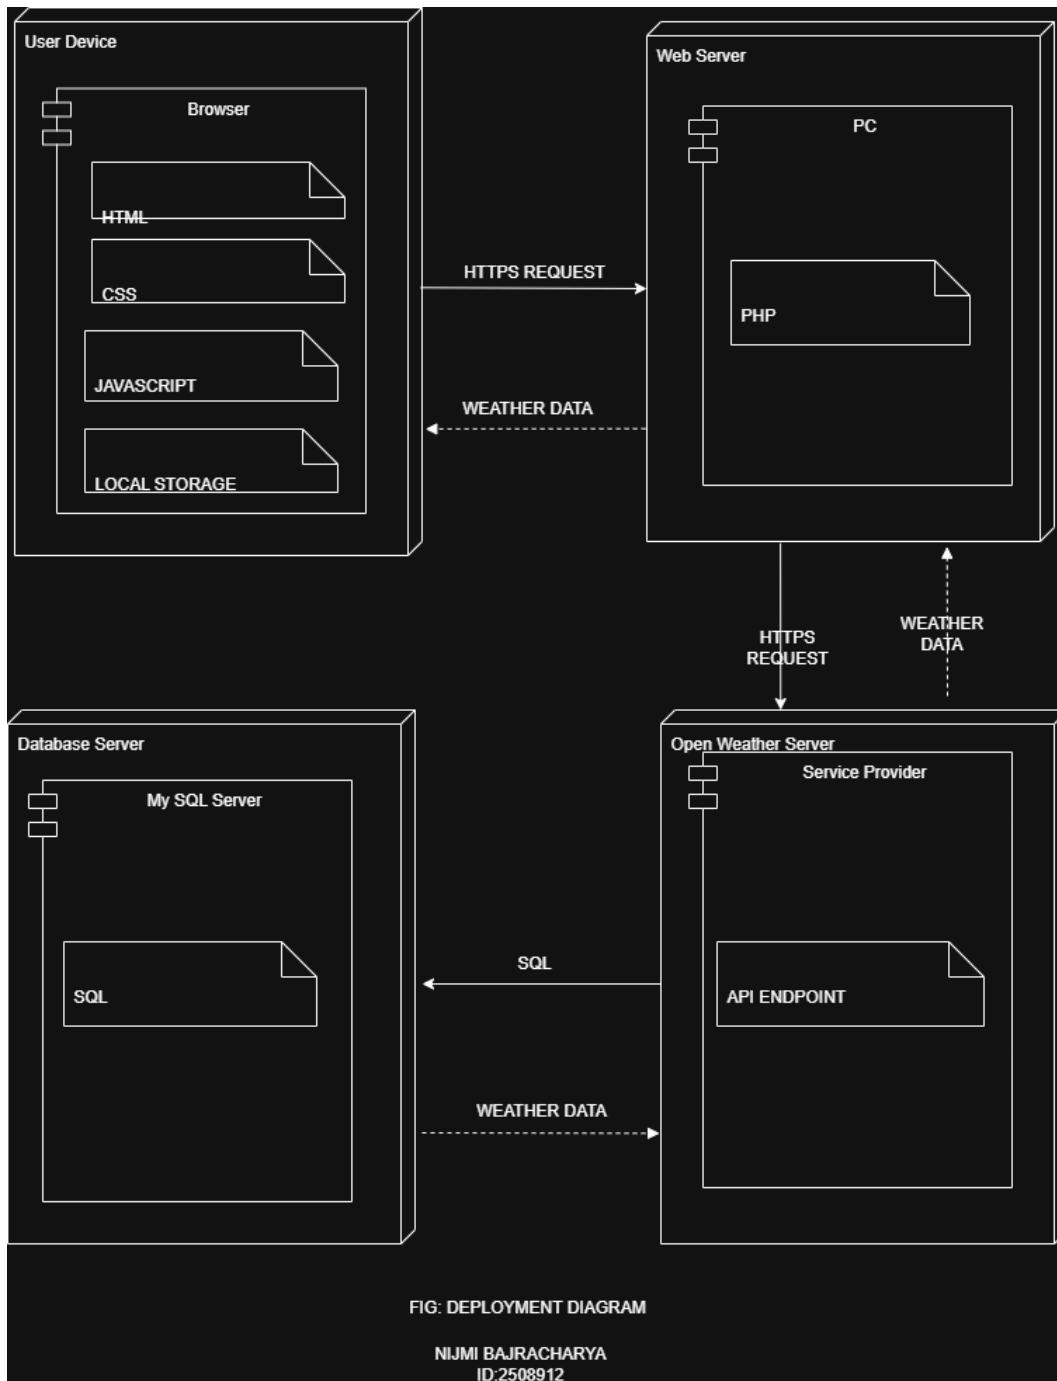 User Device
Browser
HTML
CSS
JAVASCRIPT
LOCAL STORAGE
HTTPS REQUEST
WEATHER DATA
Web Server
PC
PHP
HTTPS
REQUEST
WEATHER
DATA
Database Server
My SQL Server
SQL
SQL
WEATHER DATA
Open Weather Server
Service Provider
API ENDPOINT
FIG: DEPLOYMENT DIAGRAM
NIJMI BAJRACHARYA
ID:2508912